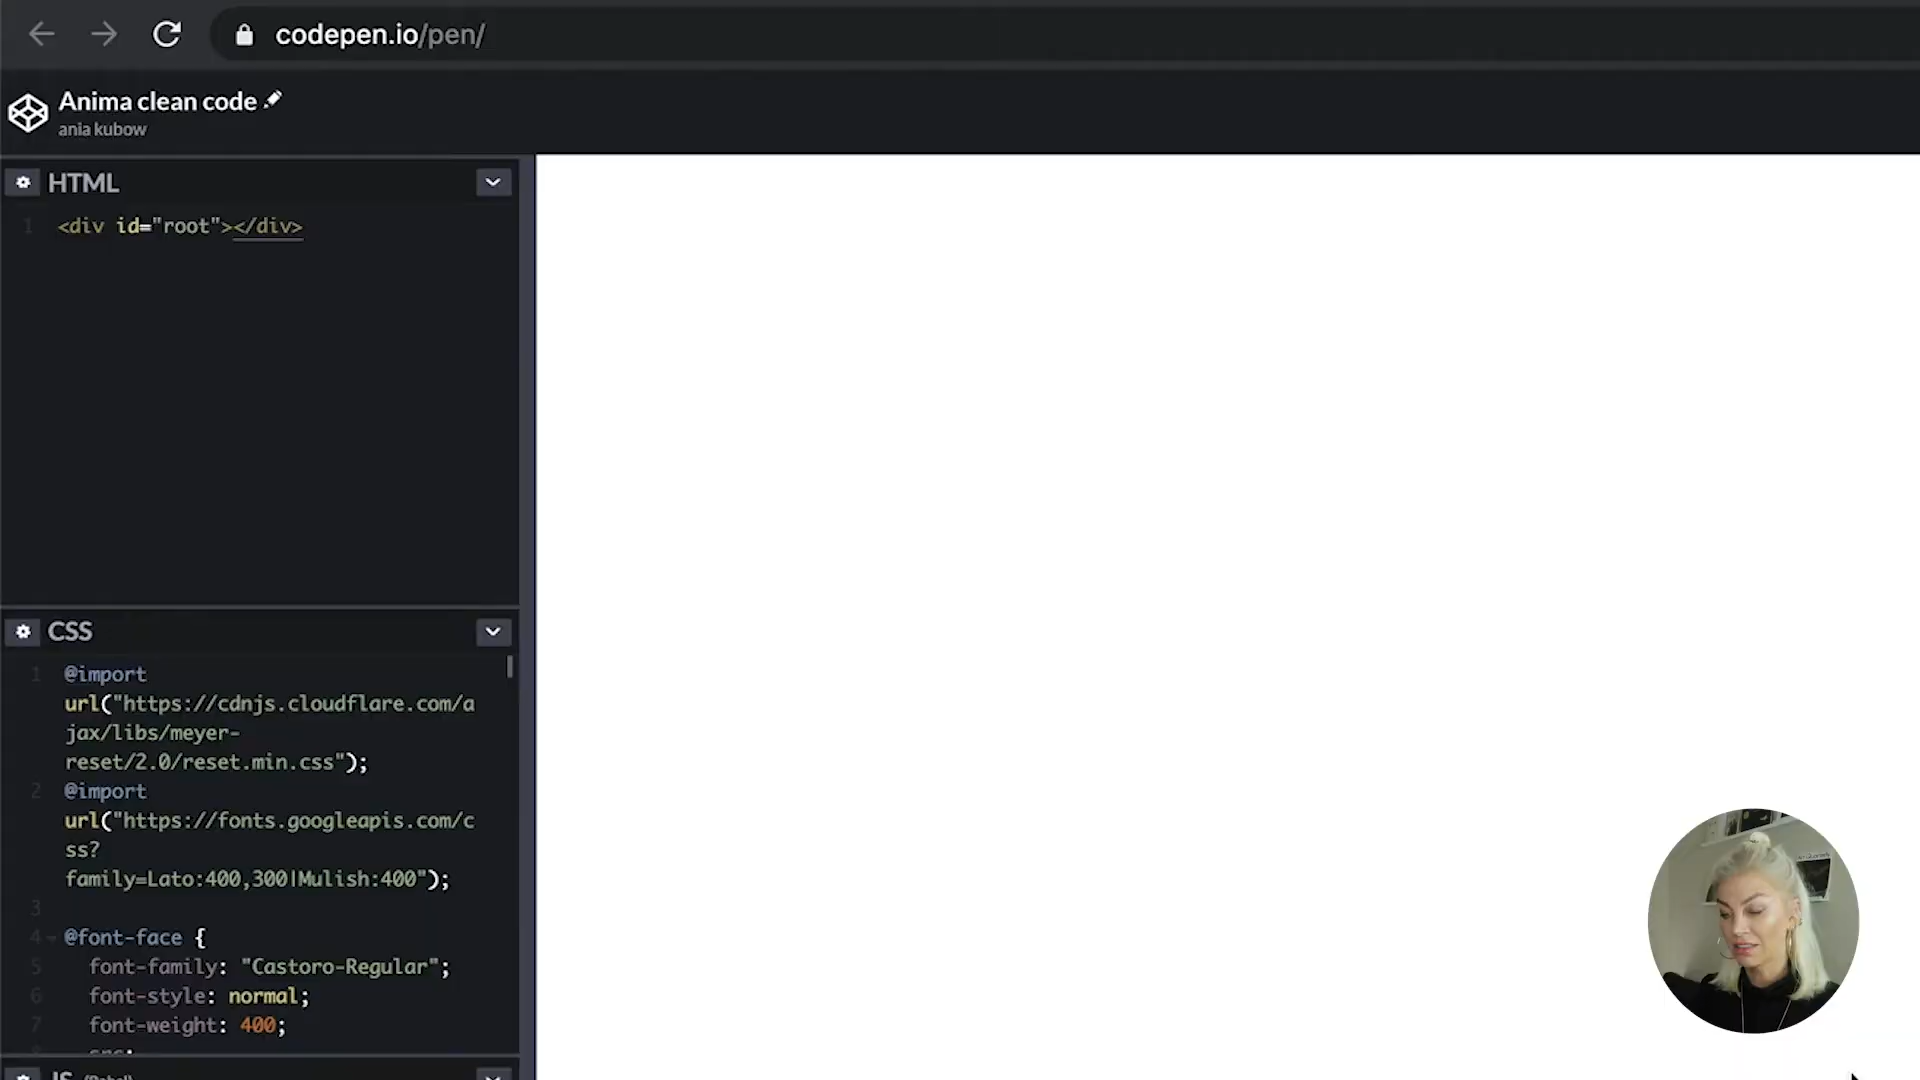 codepen.io/pen/
Anima clean code
ania kubow
HTML
1 <div id="root"></div>
CSS
1 @import
url("https://cdnjs.cloudflare.com/a
jax/libs/meyer-
reset/2.0/reset.min.css");
2 @import
url("https://fonts.googleapis.com/c
ss?
family=Lato:400,300|Mulish:400");
3
4 @font-face {
5 font-family: "Castoro-Regular";
6 font-style: normal;
7 font-weight: 400;
src:
JS (Babel)